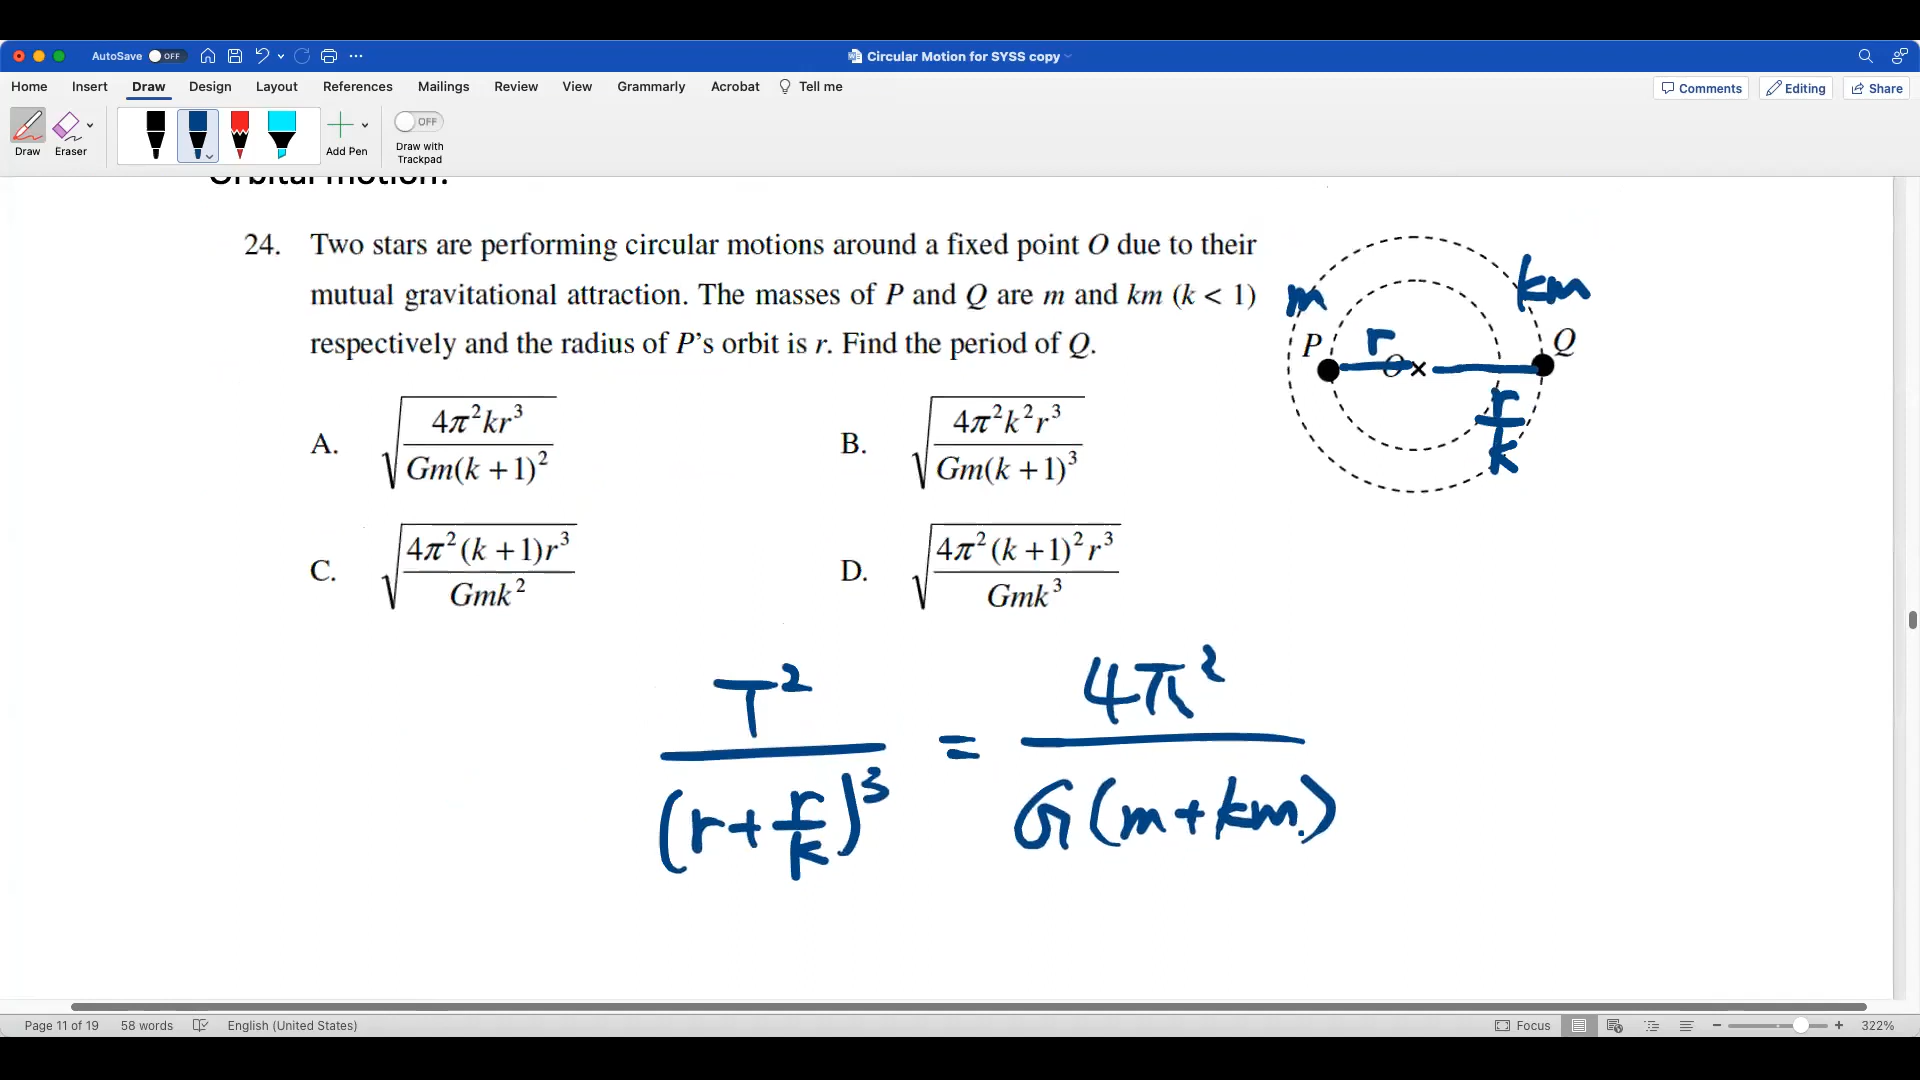 AutoSave OFF
Circular Motion for SYSS copy
Home Insert Draw Design Layout References Mailings Review View Grammarly Acrobat Tell me
Comments Editing Share
Draw Eraser Add Pen OFF Draw with Trackpad
Orbital motion:
24. Two stars are performing circular motions around a fixed point O due to their
mutual gravitational attraction. The masses of P and Q are m and km (k < 1)
respectively and the radius of P's orbit is r. Find the period of Q.
m km
P r O × Q
r/k
A. √(4π²kr³ / Gm(k + 1)²)
B. √(4π²k²r³ / Gm(k + 1)³)
C. √(4π²(k + 1)r³ / Gmk²)
D. √(4π²(k + 1)²r³ / Gmk³)
T² / (r + r/k)³ = 4π² / G(m + km)
Page 11 of 19 58 words English (United States) Focus − + 322%